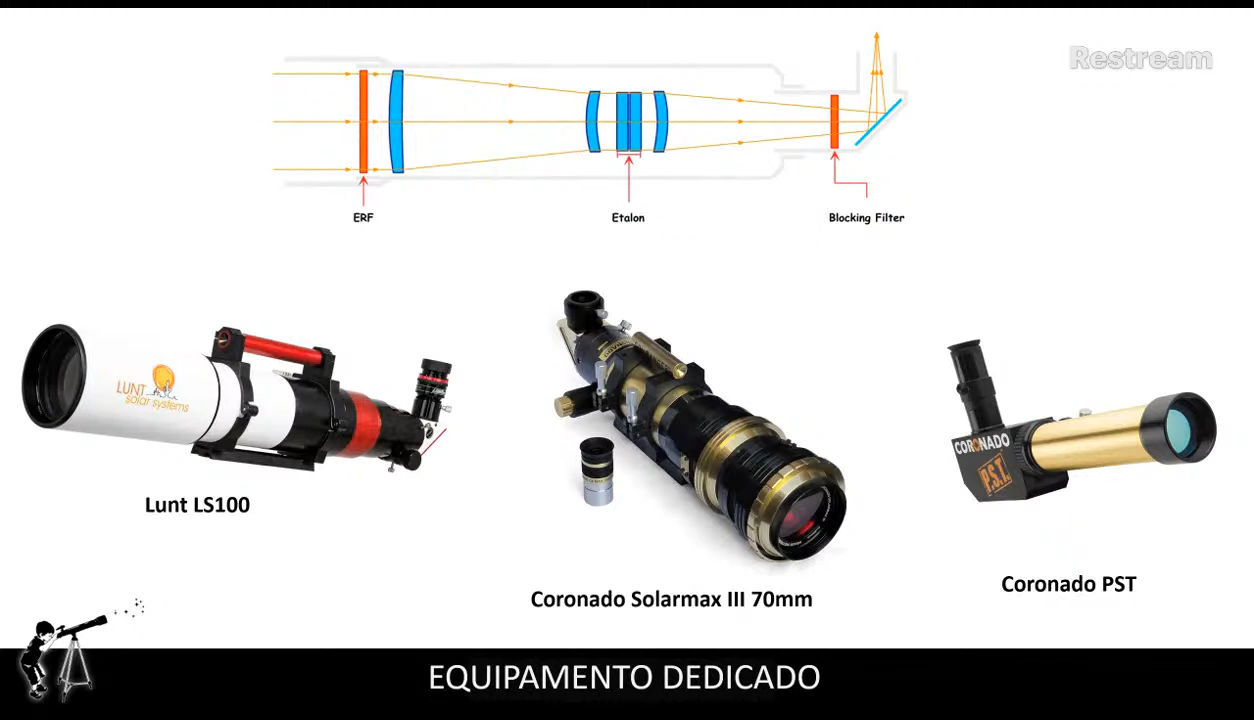 Restream
ERF
Etalon
Blocking Filter
LUNT
solar systems
CORONADO
P.S.T.
Lunt LS100
Coronado Solarmax III 70mm
Coronado PST
EQUIPAMENTO DEDICADO